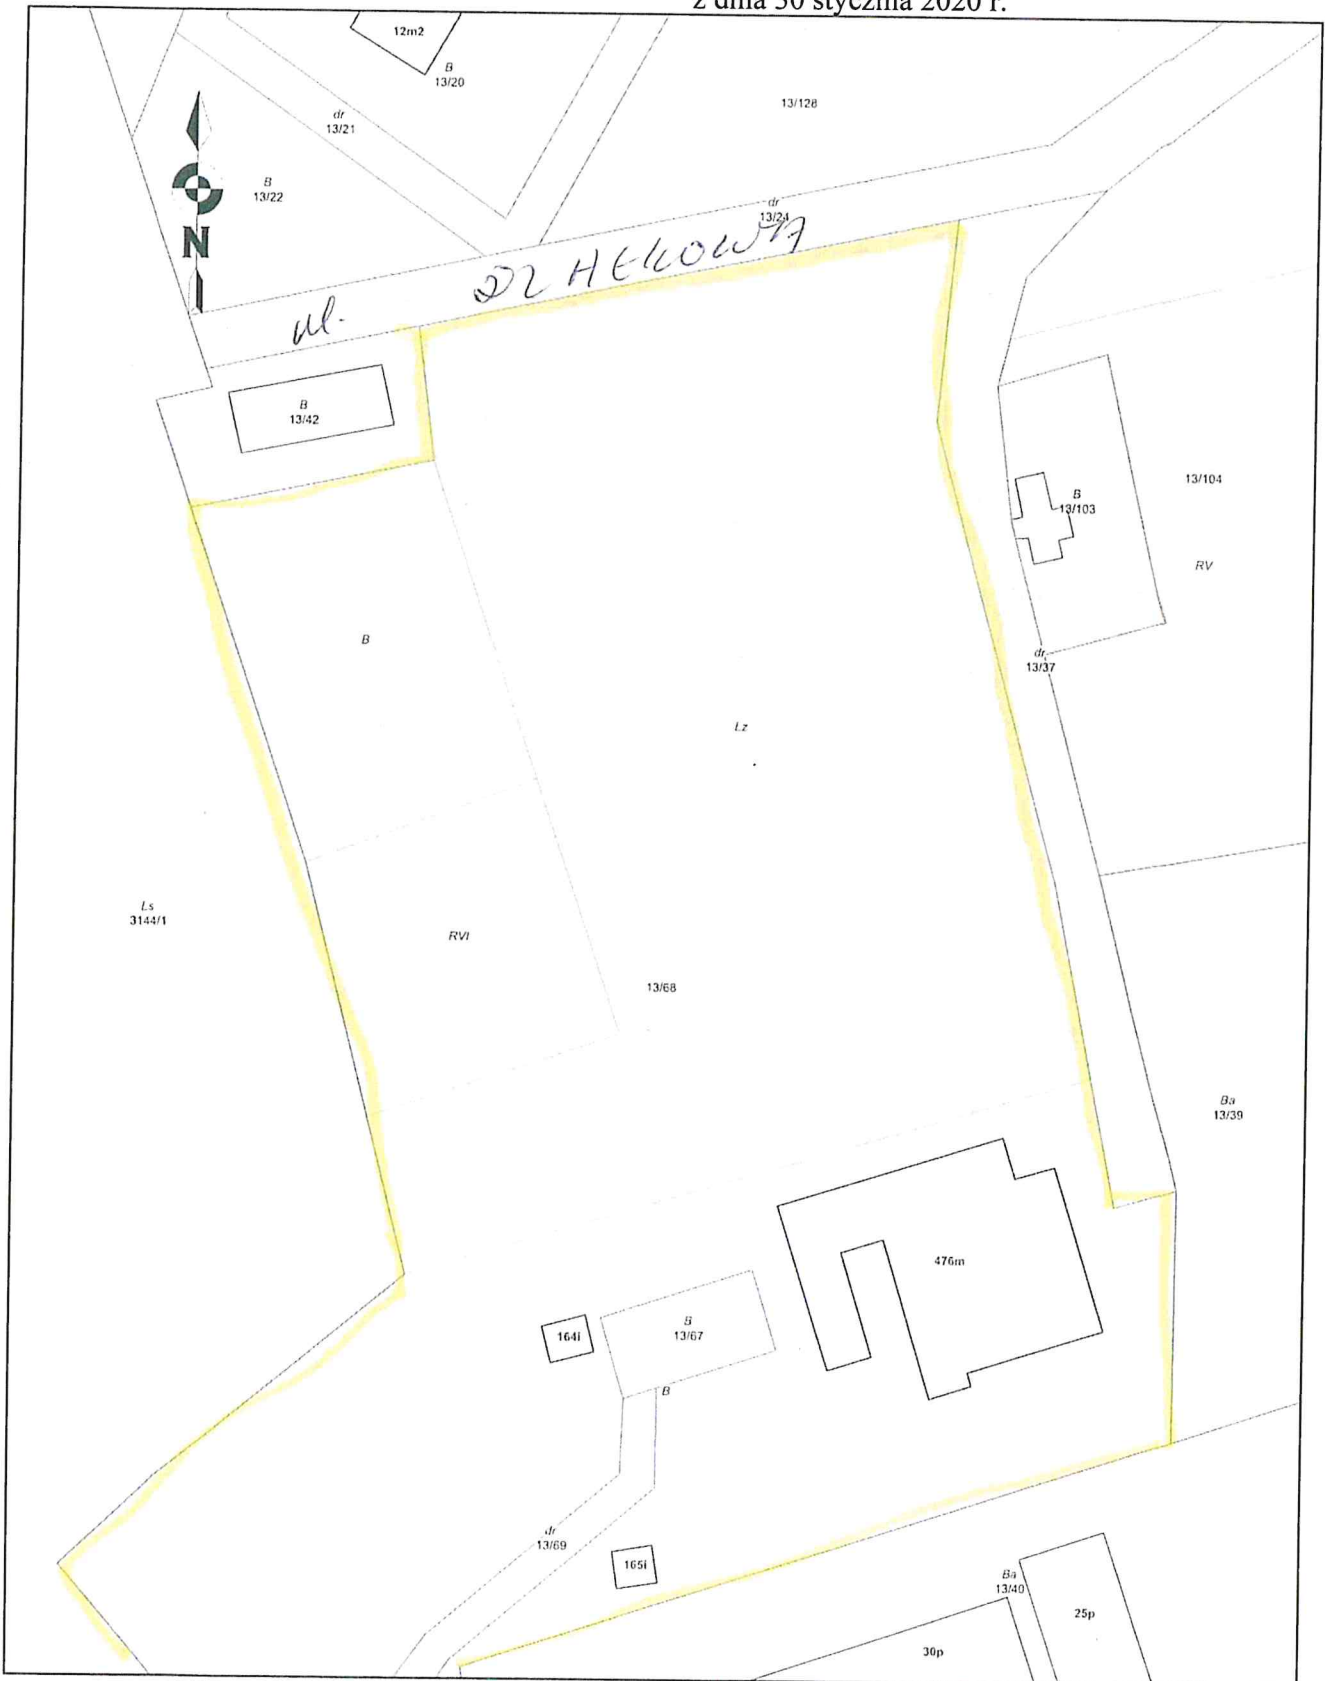 z dnia 30 stycznia 2020 r.
12m2
B
13/20
13/128
dr
13/21
B
13/22
dr
13/24
N
ul.
B
13/42
13/104
B
13/103
RV
B
dr
13/37
Lz
Ls
3144/1
RVI
13/68
Ba
13/39
476m
B
13/67
164i
B
dr
13/69
165i
Ba
13/40
25p
30p